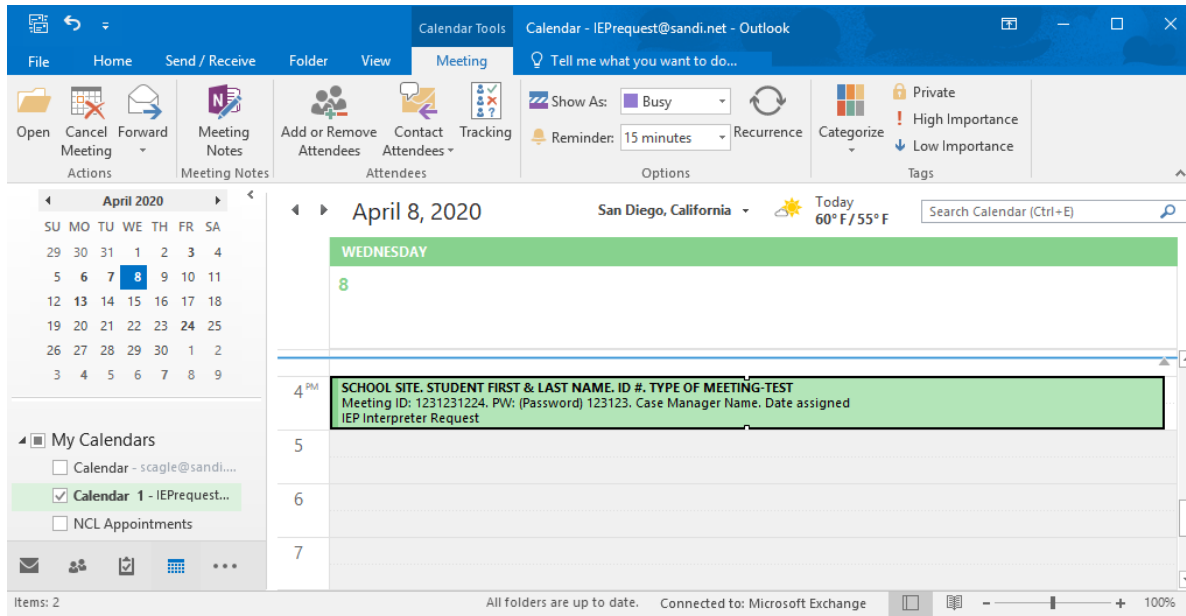 Calendar Tools
Calendar - IEPrequest@sandi.net - Outlook
File Home Send / Receive Folder View Meeting Tell me what you want to do...
Open
Cancel Meeting
Forward
Actions
Meeting Notes
Meeting Notes
Add or Remove Attendees
Contact Attendees
Tracking
Attendees
Show As: Busy
Reminder: 15 minutes
Recurrence
Options
Categorize
Private
High Importance
Low Importance
Tags
April 2020
SU MO TU WE TH FR SA
29 30 31 1 2 3 4
5 6 7 8 9 10 11
12 13 14 15 16 17 18
19 20 21 22 23 24 25
26 27 28 29 30 1 2
3 4 5 6 7 8 9
My Calendars
Calendar - scagle@sandi....
Calendar 1 - IEPrequest...
NCL Appointments
April 8, 2020
San Diego, California
Today
60° F / 55° F
Search Calendar (Ctrl+E)
WEDNESDAY
8
4 PM
SCHOOL SITE. STUDENT FIRST & LAST NAME. ID #. TYPE OF MEETING-TEST
Meeting ID: 1231231224. PW: (Password) 123123. Case Manager Name. Date assigned
IEP Interpreter Request
5
6
7
Items: 2
All folders are up to date.
Connected to: Microsoft Exchange
100%